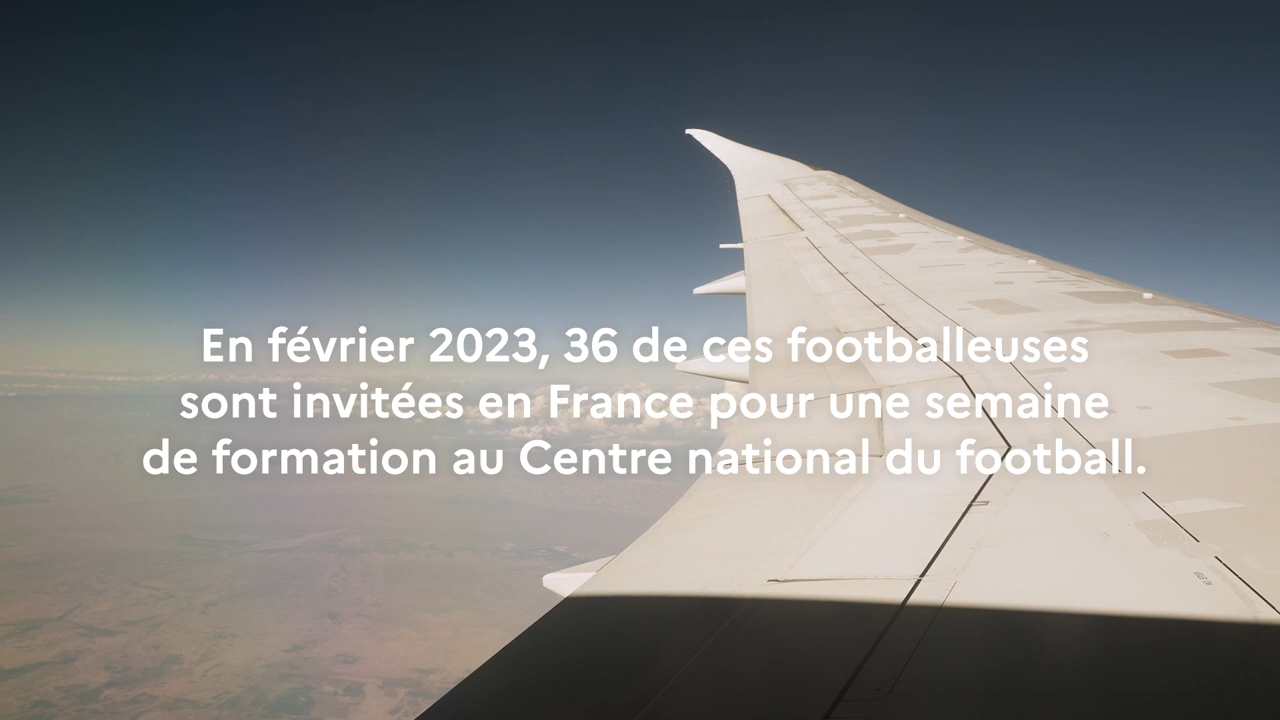 En février 2023, 36 de ces footballeuses
sont invitées en France pour une semaine
de formation au Centre national du football.